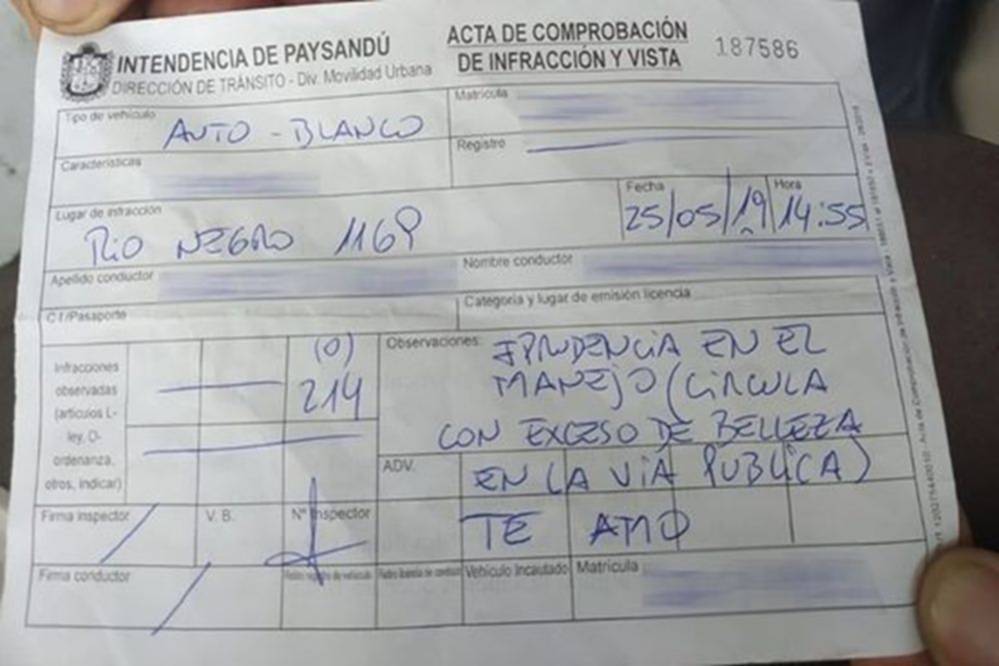 INTENDENCIA DE PAYSANDÚ
DIRECCIÓN DE TRÁNSITO - Div. Movilidad Urbana
ACTA DE COMPROBACIÓN
DE INFRACCIÓN Y VISTA
187586
Tipo de vehículo
AUTO - BLANCO
Matrícula
Características
Registro
Lugar de infracción
RIO NEGRO 1169
Fecha
25/05/19
Hora
14:55
Apellido conductor
Nombre conductor
C.I/Pasaporte
Categoría y lugar de emisión licencia
Infracciones
observadas
(artículos L-
ley, O-
ordenanza,
otros, indicar)
(0)
214
Observaciones:
IPRUDENCIA EN EL
MANEJO (CIRCULA
CON EXCESO DE BELLEZA
ADV.
EN LA VIA PUBLICA)
Firma inspector
V. B.
Nº Inspector
TE AMO
Firma conductor
Vehículo Incautado
Matrícula